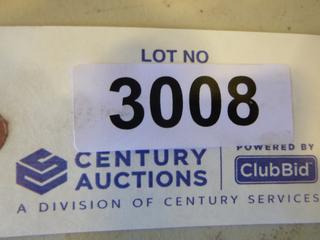 LOT NO
3008
CENTURY
AUCTIONS
POWERED BY
ClubBid
A DIVISION OF CENTURY SERVICES